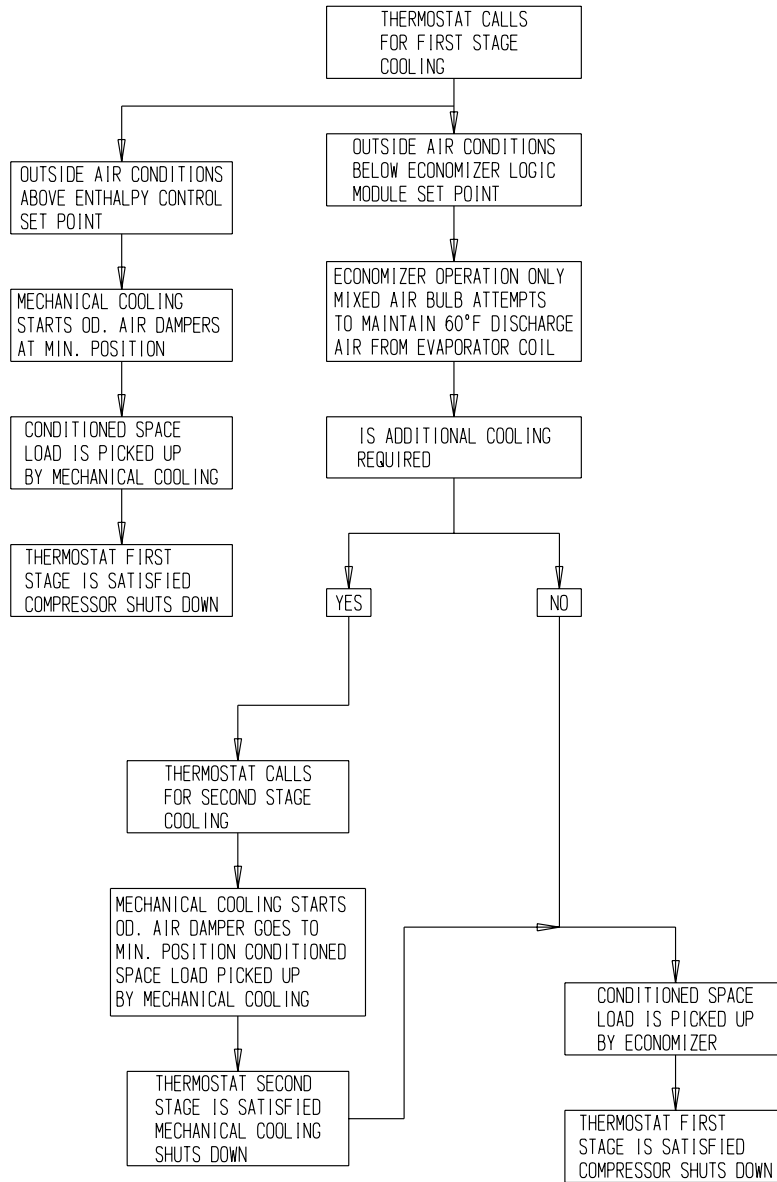 THERMOSTAT CALLS
FOR FIRST STAGE
COOLING
OUTSIDE AIR CONDITIONS
ABOVE ENTHALPY CONTROL
SET POINT
OUTSIDE AIR CONDITIONS
BELOW ECONOMIZER LOGIC
MODULE SET POINT
MECHANICAL COOLING
STARTS OD. AIR DAMPERS
AT MIN. POSITION
ECONOMIZER OPERATION ONLY
MIXED AIR BULB ATTEMPTS
TO MAINTAIN 60°F DISCHARGE
AIR FROM EVAPORATOR COIL
CONDITIONED SPACE
LOAD IS PICKED UP
BY MECHANICAL COOLING
IS ADDITIONAL COOLING
REQUIRED
THERMOSTAT FIRST
STAGE IS SATISFIED
COMPRESSOR SHUTS DOWN
YES
NO
THERMOSTAT CALLS
FOR SECOND STAGE
COOLING
MECHANICAL COOLING STARTS
OD. AIR DAMPER GOES TO
MIN. POSITION CONDITIONED
SPACE LOAD PICKED UP
BY MECHANICAL COOLING
CONDITIONED SPACE
LOAD IS PICKED UP
BY ECONOMIZER
THERMOSTAT SECOND
STAGE IS SATISFIED
MECHANICAL COOLING
SHUTS DOWN
THERMOSTAT FIRST
STAGE IS SATISFIED
COMPRESSOR SHUTS DOWN